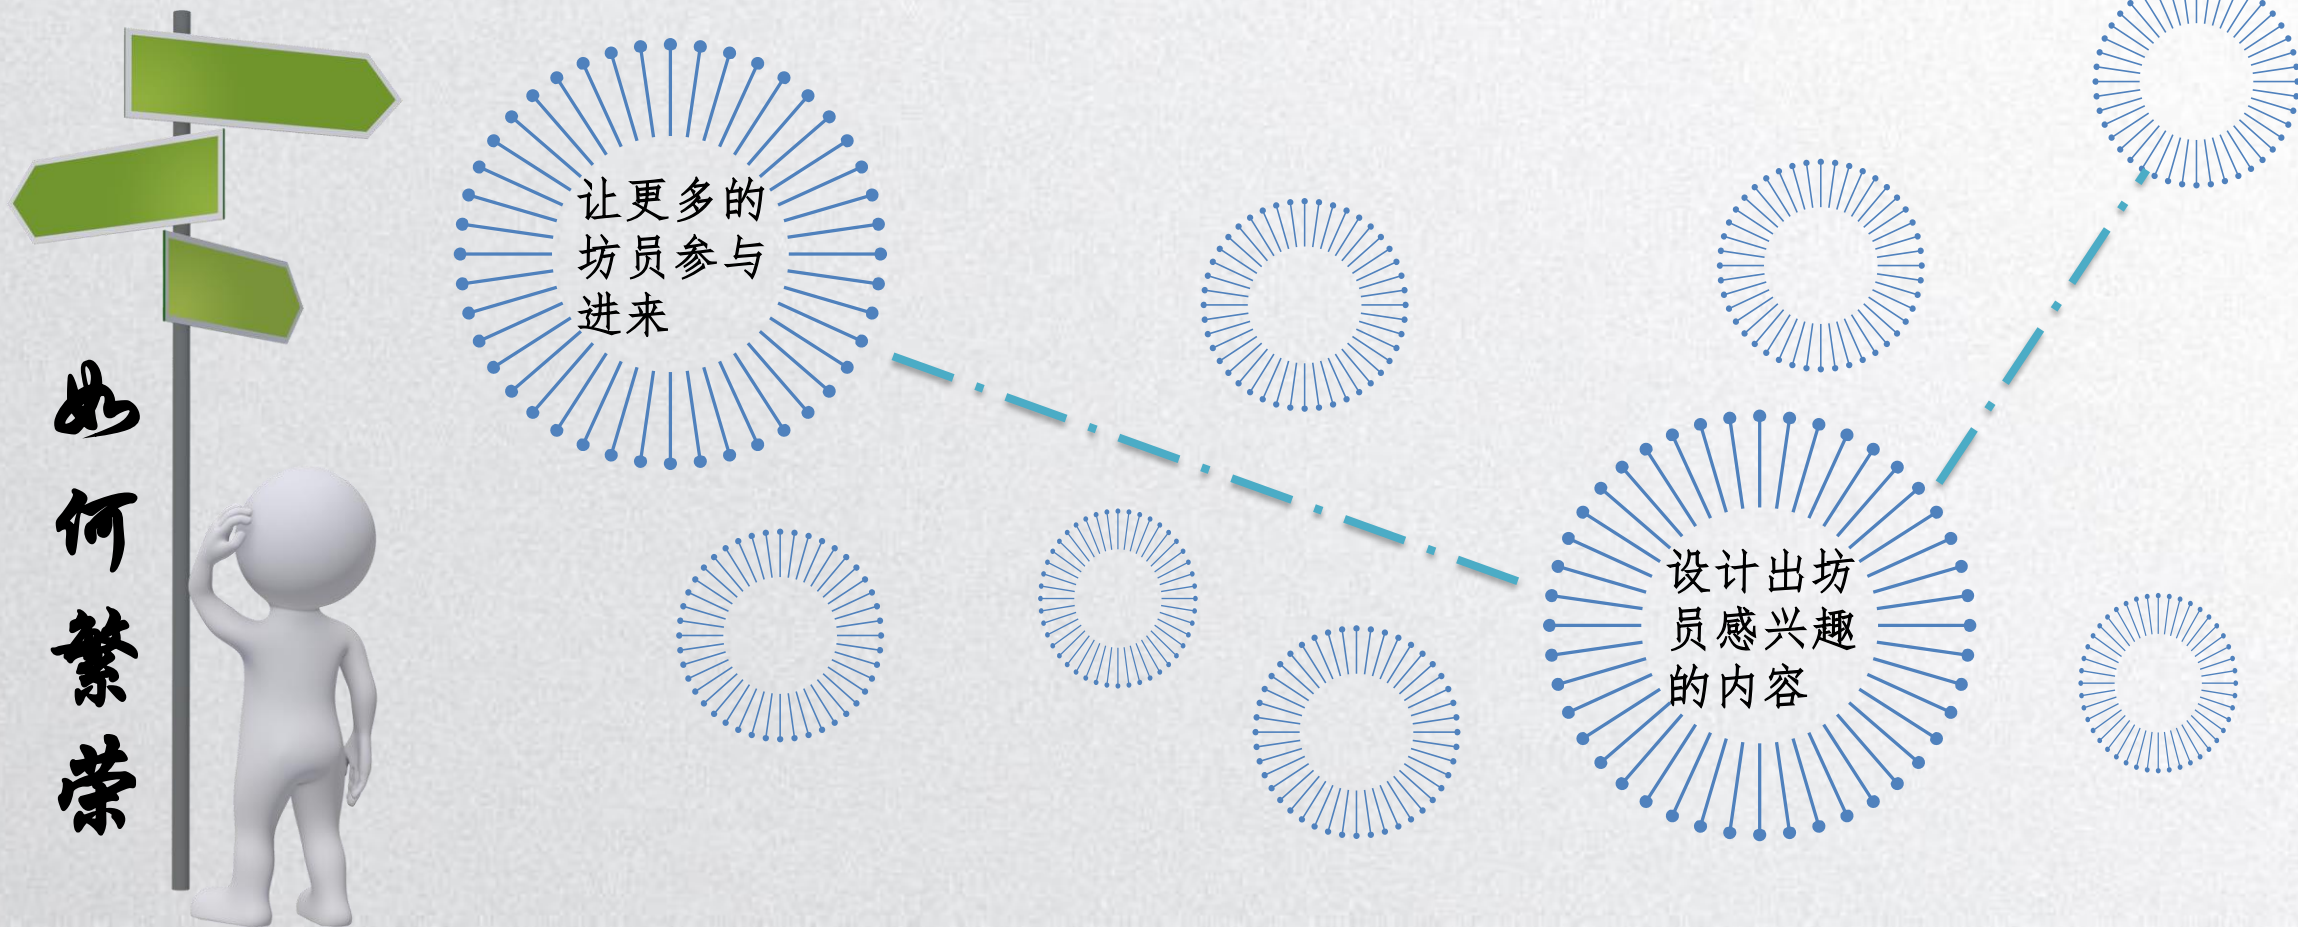 如何繁荣
让更多的
坊员参与
进来
设计出坊
员感兴趣
的内容